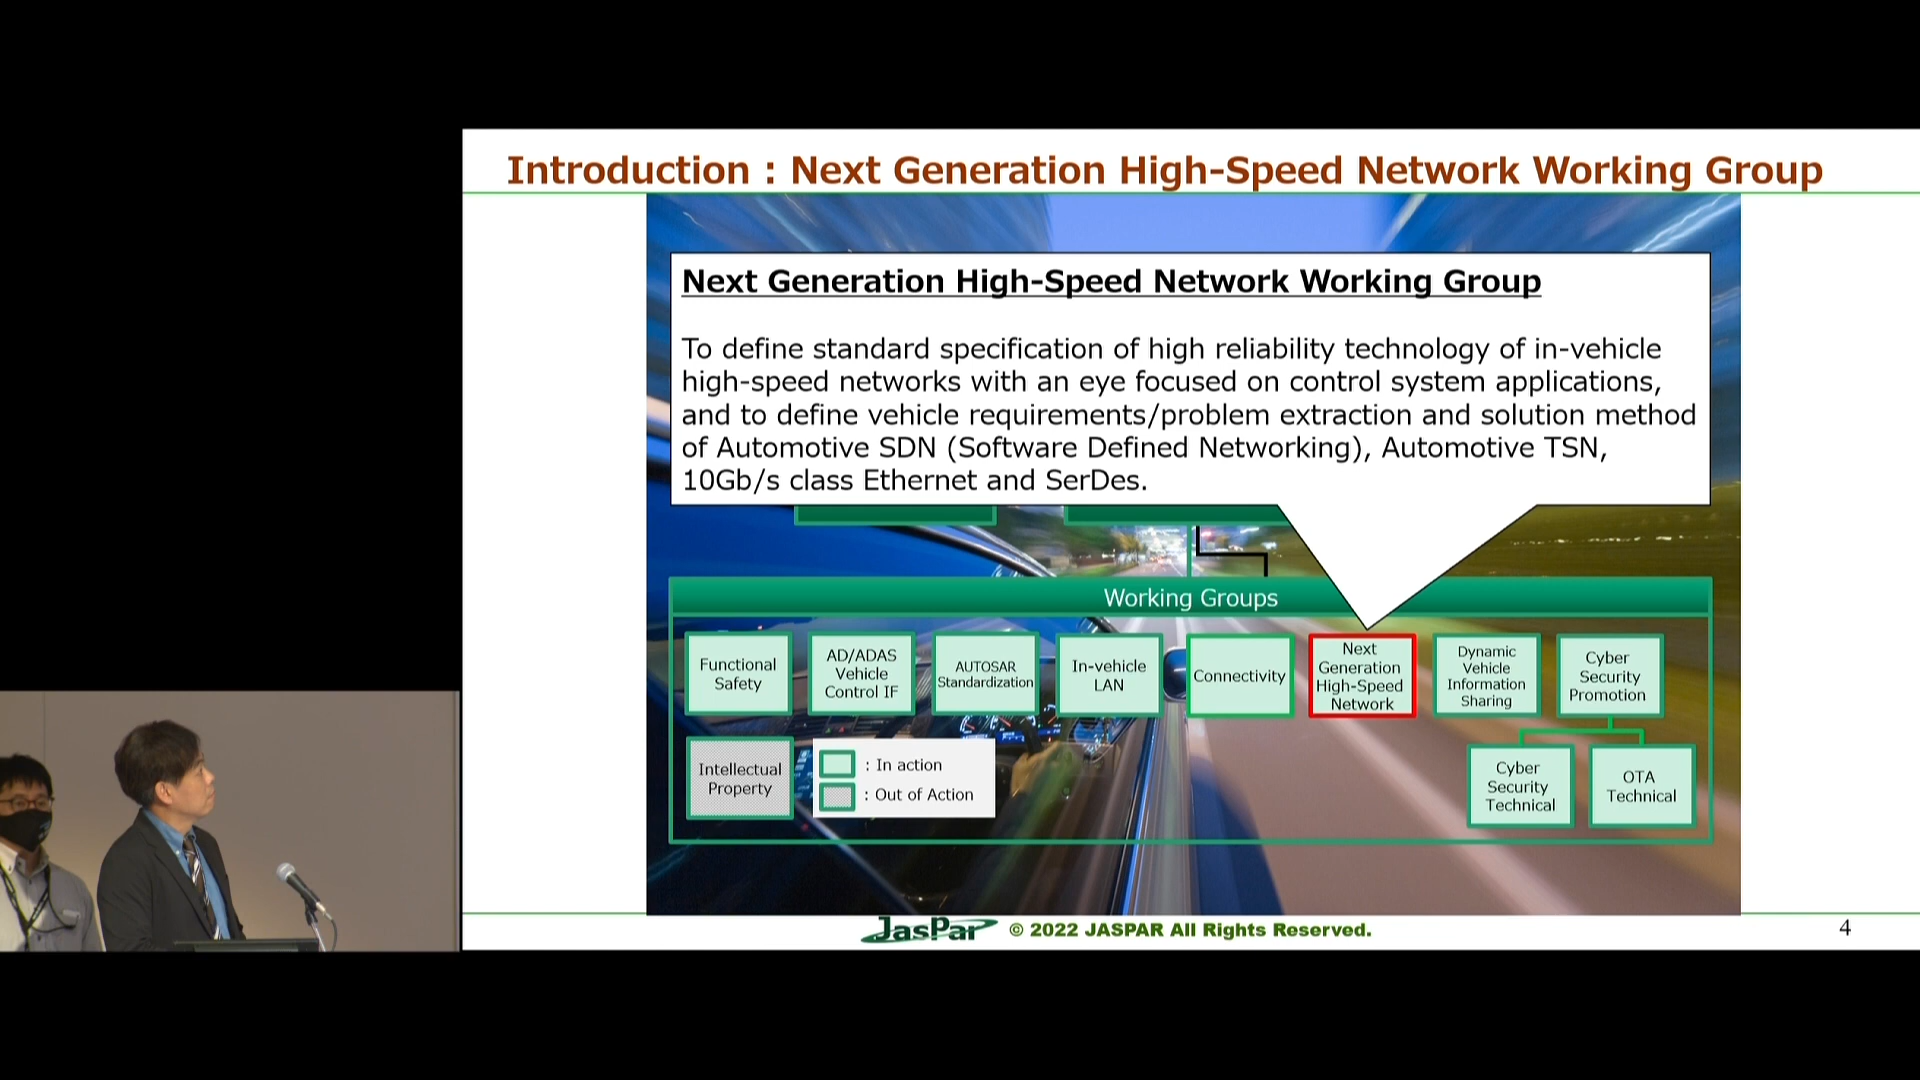 Introduction : Next Generation High-Speed Network Working Group
Next Generation High-Speed Network Working Group
To define standard specification of high reliability technology of in-vehicle
high-speed networks with an eye focused on control system applications,
and to define vehicle requirements/problem extraction and solution method
of Automotive SDN (Software Defined Networking), Automotive TSN,
10Gb/s class Ethernet and SerDes.
Working Groups
Functional
Safety
AD/ADAS
Vehicle
Control IF
AUTOSAR
Standardization
In-vehicle
LAN
Connectivity
Next
Generation
High-Speed
Network
Dynamic
Vehicle
Information
Sharing
Cyber
Security
Promotion
Intellectual
Property
: In action
: Out of Action
Cyber
Security
Technical
OTA
Technical
JasPar © 2022 JASPAR All Rights Reserved.
4